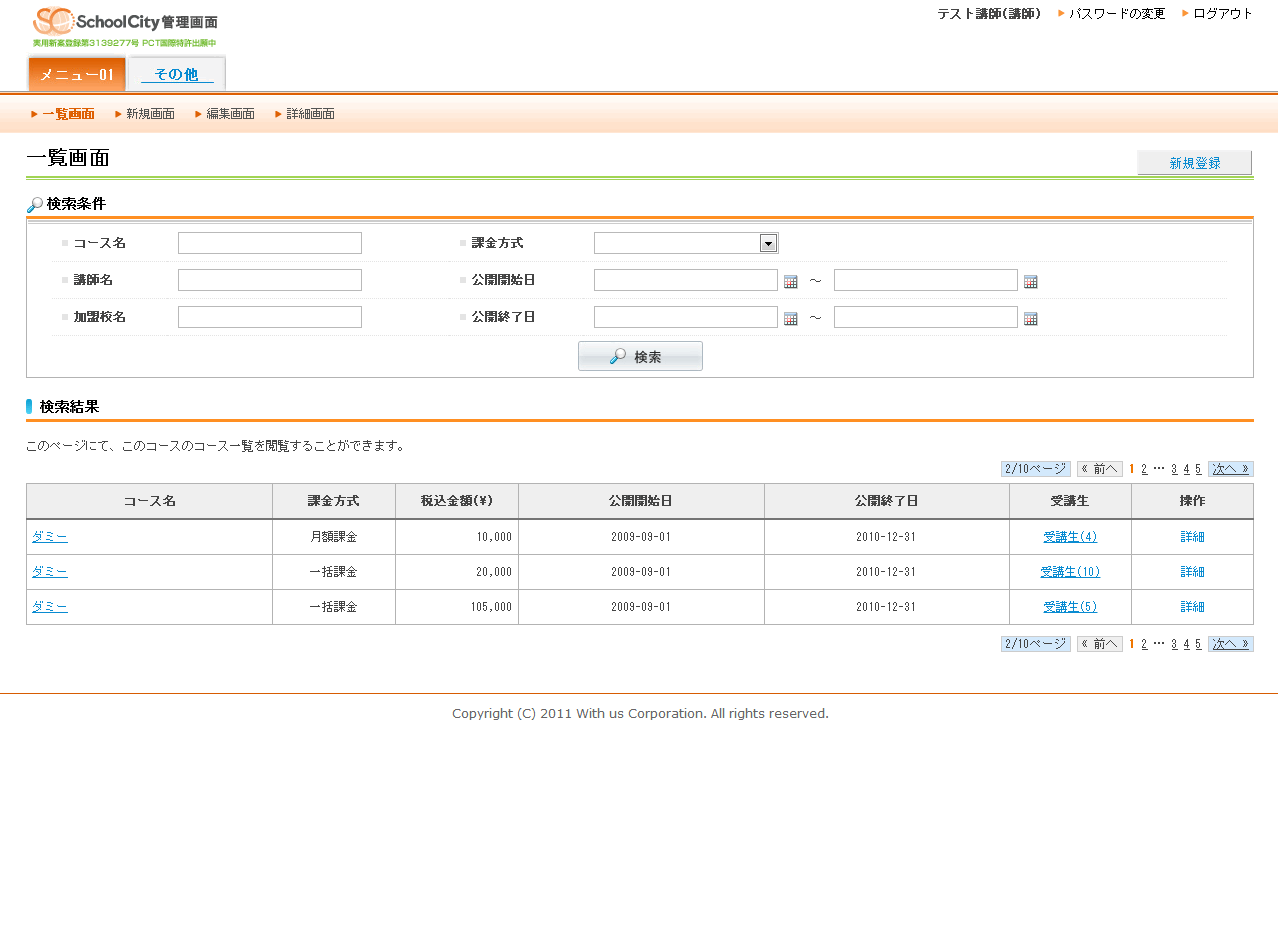 SchoolCity管理画面
実用新案登録第3139277号 PCT国際特許出願中
テスト講師(講師) パスワードの変更 ログアウト
メニュー01 その他
一覧画面 新規画面 編集画面 詳細画面
一覧画面
新規登録
検索条件
コース名 課金方式
講師名 公開開始日 ～
加盟校名 公開終了日 ～
検索
検索結果
このページにて、このコースのコース一覧を閲覧することができます。
2/10ページ « 前へ 1 2 … 3 4 5 次へ »
コース名 課金方式 税込金額(¥) 公開開始日 公開終了日 受講生 操作
ダミー 月額課金 10,000 2009-09-01 2010-12-31 受講生(4) 詳細
ダミー 一括課金 20,000 2009-09-01 2010-12-31 受講生(10) 詳細
ダミー 一括課金 105,000 2009-09-01 2010-12-31 受講生(5) 詳細
2/10ページ « 前へ 1 2 … 3 4 5 次へ »
Copyright (C) 2011 With us Corporation. All rights reserved.